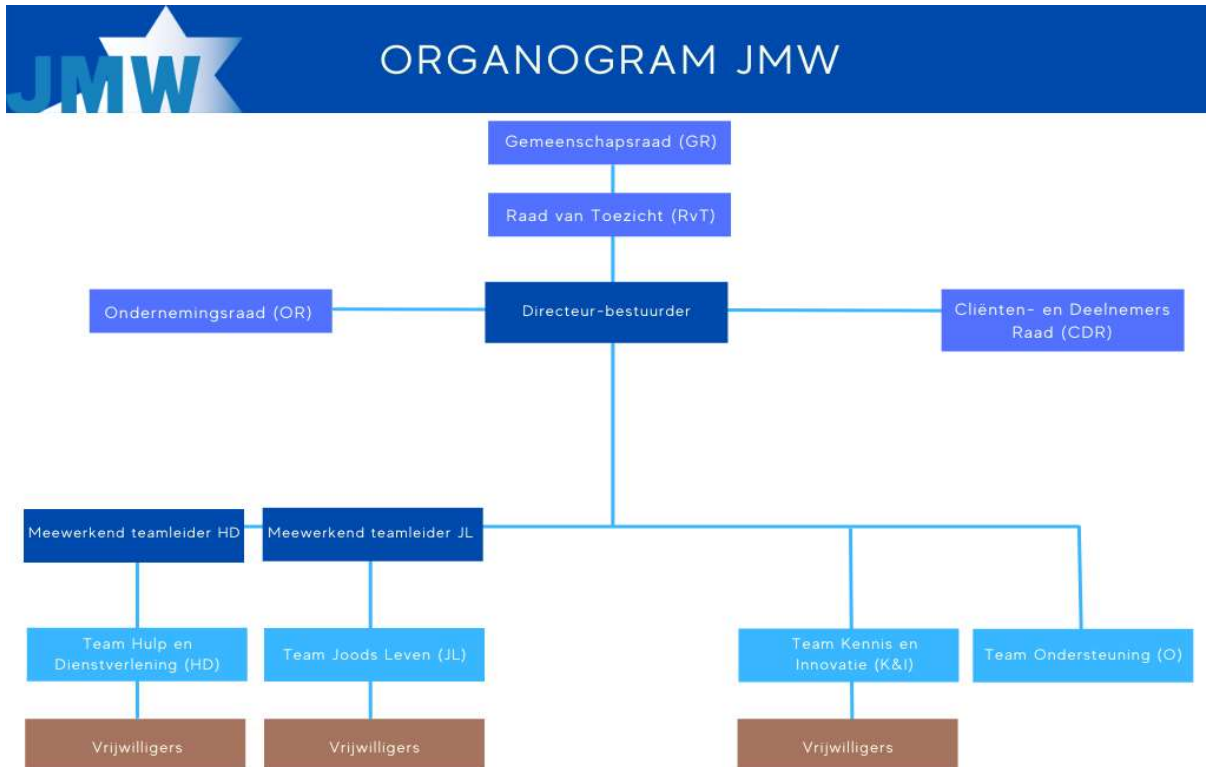 JMW
ORGANOGRAM JMW
Gemeenschapsraad (GR)
Raad van Toezicht (RvT)
Ondernemingsraad (OR)
Directeur-bestuurder
Cliënten- en Deelnemers
Raad (CDR)
Meewerkend teamleider HD
Meewerkend teamleider JL
Team Hulp en
Dienstverlening (HD)
Team Joods Leven (JL)
Team Kennis en
Innovatie (K&I)
Team Ondersteuning (O)
Vrijwilligers
Vrijwilligers
Vrijwilligers